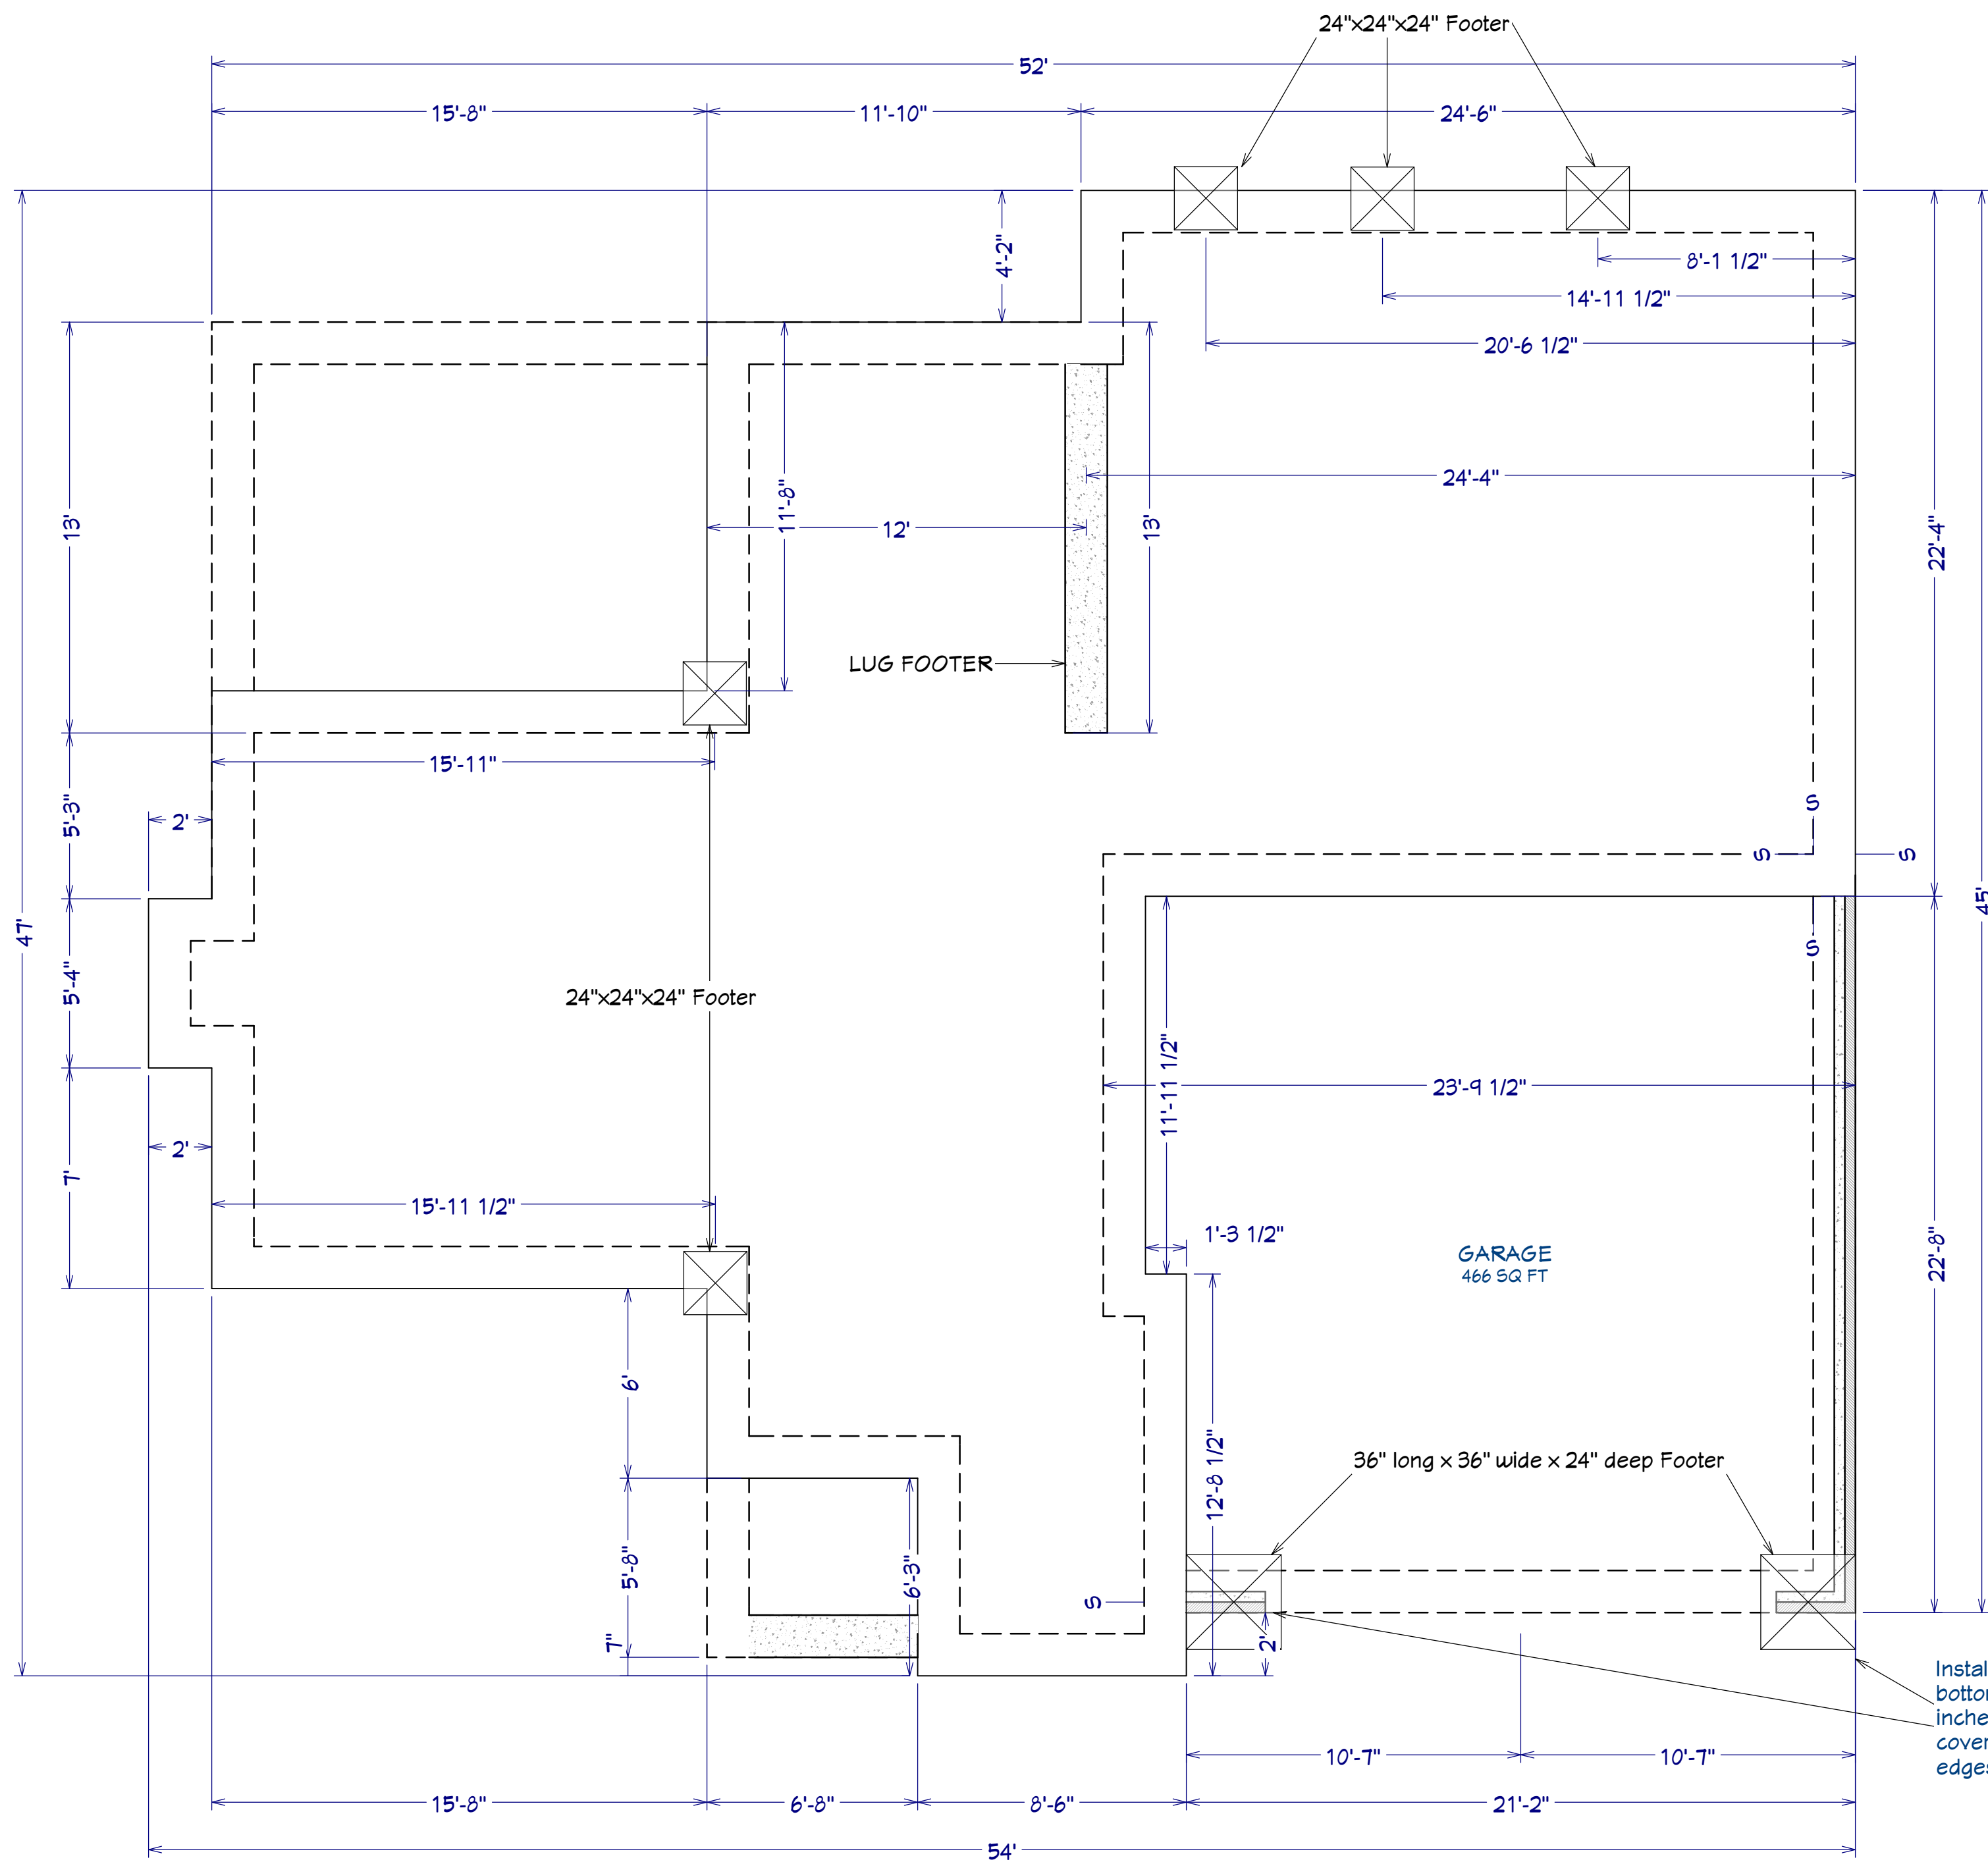 24"x24"x24" Footer
52'
15'-8" 11'-10" 24'-6"
4'-2"
8'-1 1/2"
14'-11 1/2"
20'-6 1/2"
24'-4"
13'
11'-8"
12'
13'
22'-4"
LUG FOOTER
15'-11"
5'-3"
2'
S
S
S
45'
47'
S
5'-4"
24"x24"x24" Footer
11'-11 1/2"
23'-9 1/2"
2'
7'
15'-11 1/2"
1'-3 1/2"
GARAGE
466 SQ FT
22'-8"
6'
36" long x 36" wide x 24" deep Footer
12'-8 1/2"
5'-8"
6'-3"
S
7"
2'
Instal
botton
inche
cover
edges
10'-7" 10'-7"
15'-8" 6'-8" 8'-6" 21'-2"
54'